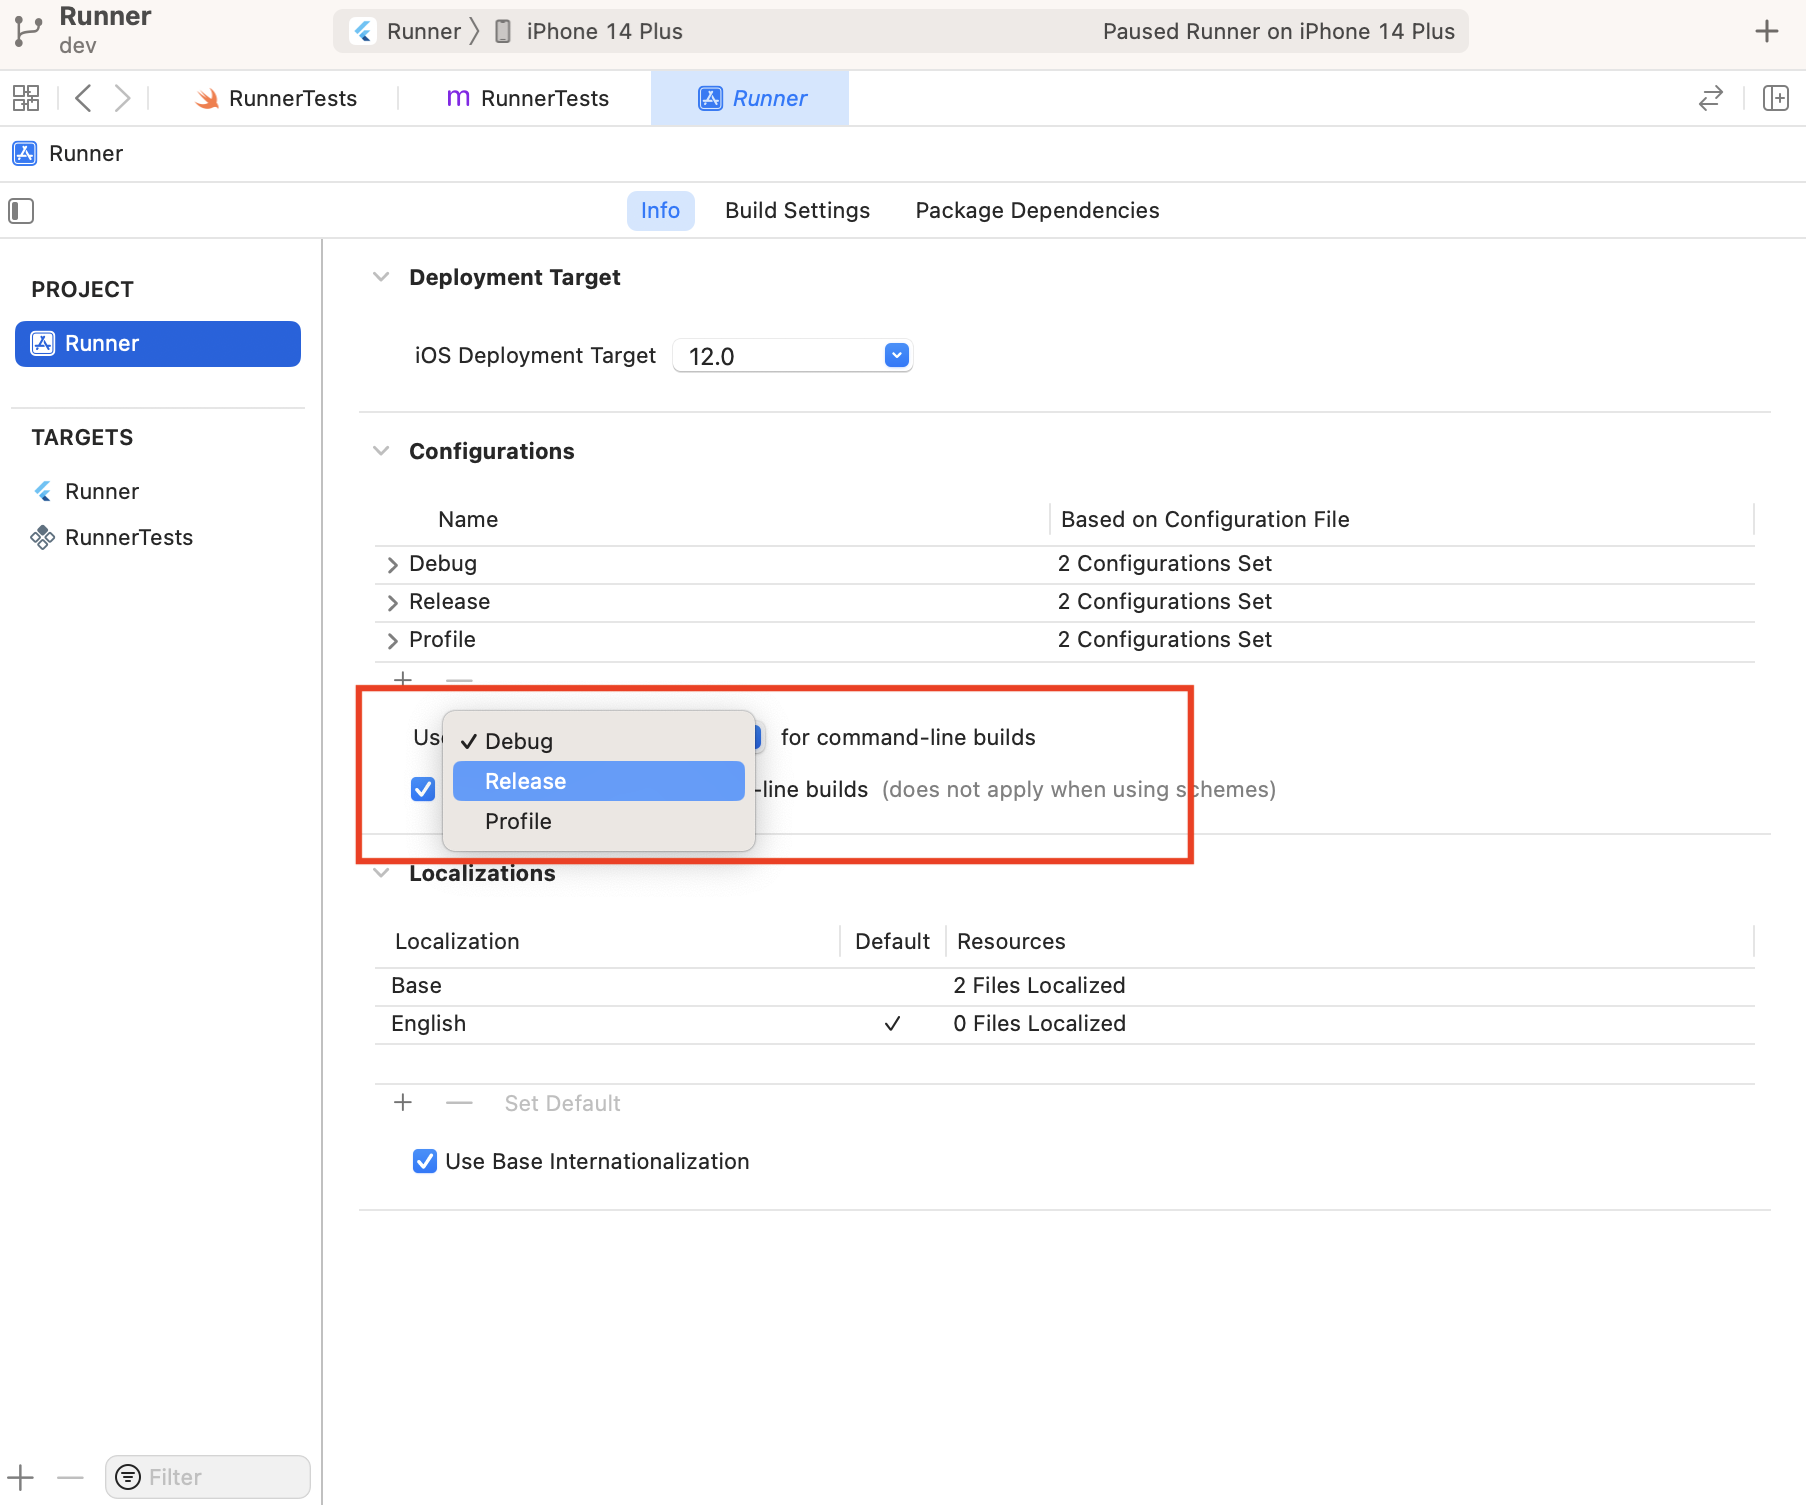 Runner
dev
Runner
iPhone 14 Plus
Paused Runner on iPhone 14 Plus
RunnerTests
m RunnerTests
Runner
Runner
Info
Build Settings
Package Dependencies
PROJECT
Runner
TARGETS
Runner
RunnerTests
Deployment Target
iOS Deployment Target 12.0
Configurations
Name
Based on Configuration File
Debug
2 Configurations Set
Release
2 Configurations Set
Profile
2 Configurations Set
for command-line builds
Debug
Release
Profile
-line builds (does not apply when using schemes)
Localizations
Localization
Default
Resources
Base
2 Files Localized
English
0 Files Localized
Set Default
Use Base Internationalization
Filter